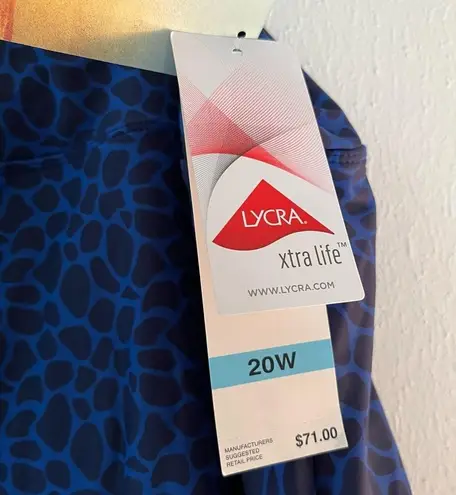 LYCRA.
xtra life™
WWW.LYCRA.COM
20W
MANUFACTURERS
SUGGESTED
RETAIL PRICE
$71.00